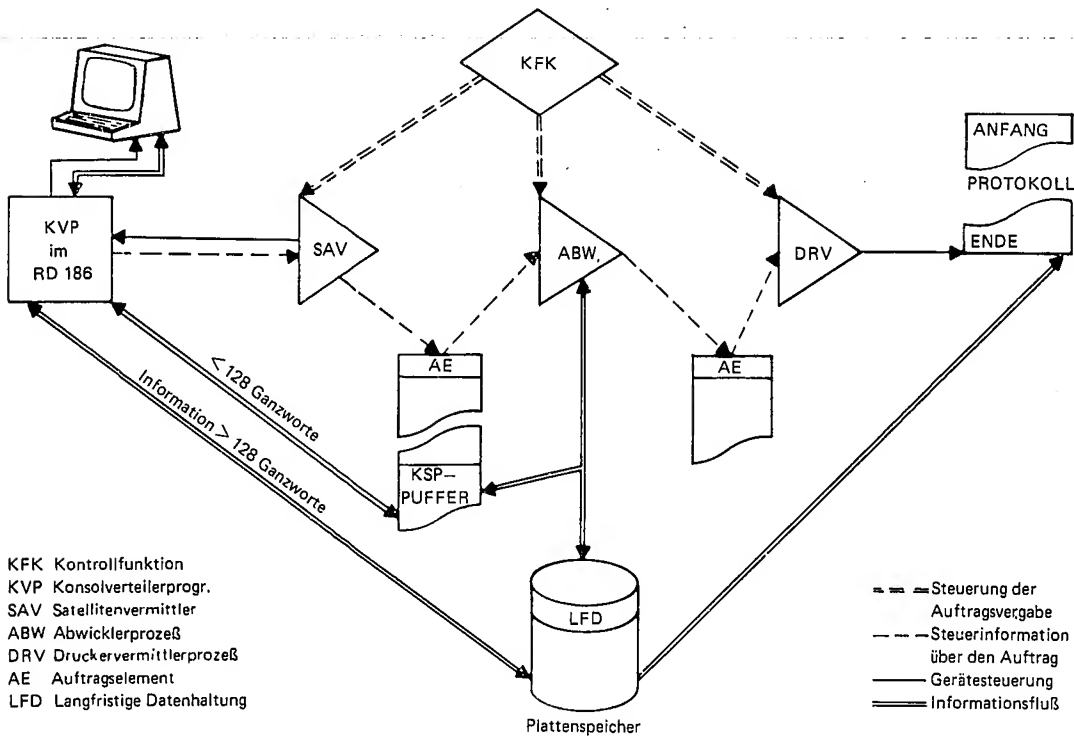 KFK
ANFANG
PROTOKOLL
ENDE
KVP
im
RD 186
SAV
ABW,
DRV
AE
AE
< 128 Ganzworte
Information > 128 Ganzworte
KSP–
PUFFER
LFD
Plattenspeicher
KFK Kontrollfunktion
KVP Konsolverteilerprogr.
SAV Satellitenvermittler
ABW Abwicklerprozeß
DRV Druckervermittlerprozeß
AE Auftragselement
LFD Langfristige Datenhaltung
Steuerung der
Auftragsvergabe
Steuerinformation
über den Auftrag
Gerätesteuerung
Informationsfluß